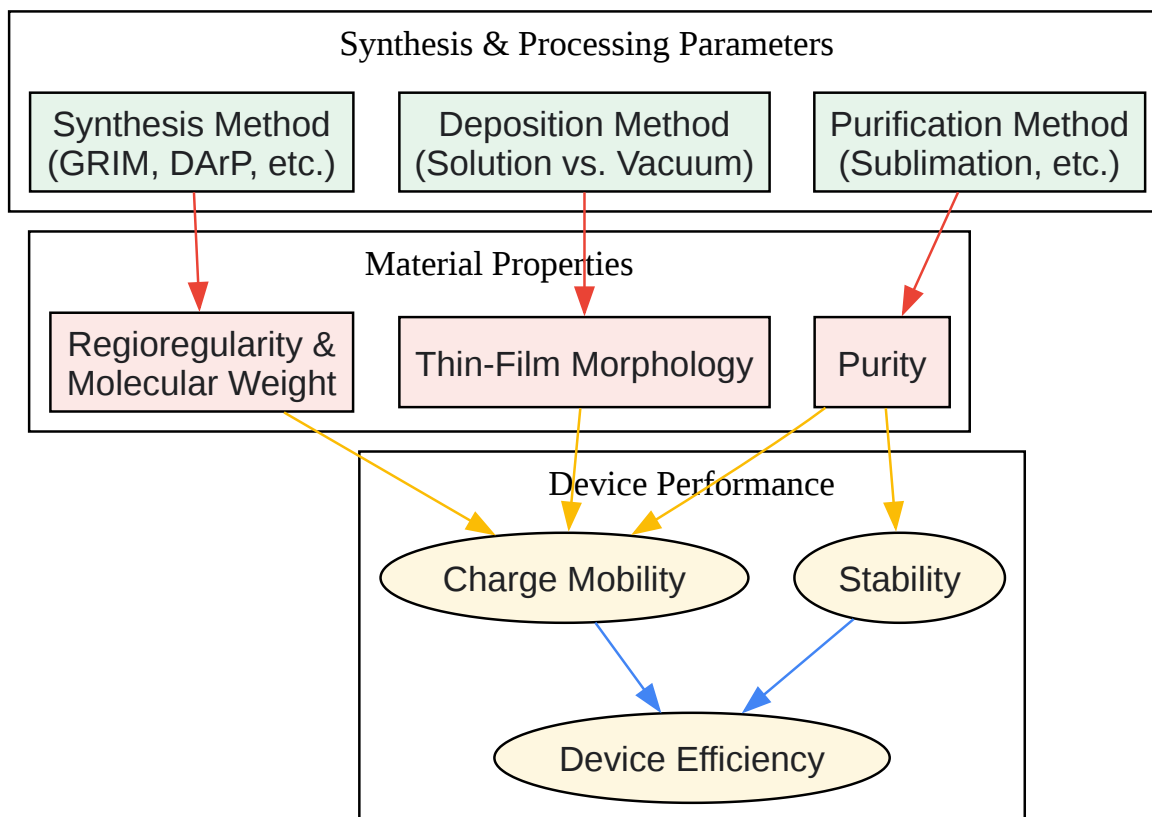 Synthesis & Processing Parameters
Synthesis Method
(GRIM, DArP, etc.)
Deposition Method
(Solution vs. Vacuum)
Purification Method
(Sublimation, etc.)
Material Properties
Regioregularity &
Molecular Weight
Thin-Film Morphology
Purity
Device Performance
Charge Mobility
Stability
Device Efficiency